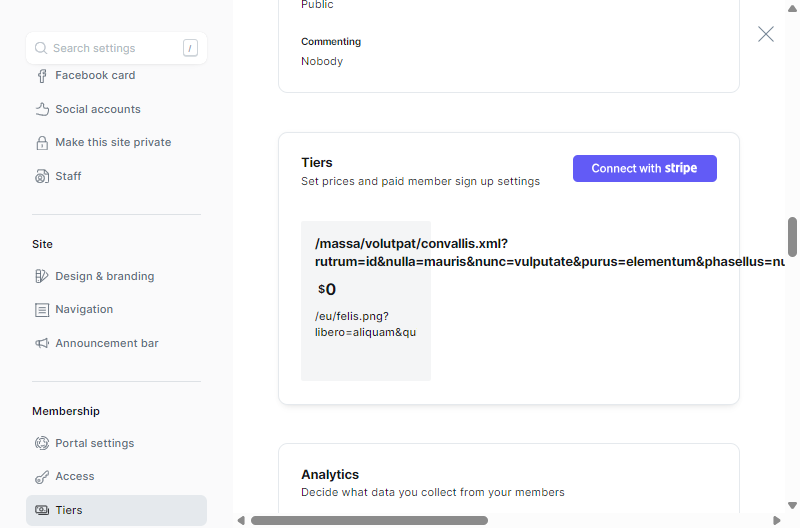 Search settings /
Facebook card
Social accounts
Make this site private
Staff
Site
Design & branding
Navigation
Announcement bar
Membership
Portal settings
Access
Tiers
Public
Commenting
Nobody
Tiers
Set prices and paid member sign up settings
Connect with stripe
/massa/volutpat/convallis.xml?
rutrum=id&nulla=mauris&nunc=vulputate&purus=elementum&phasellus=nu
$0
/eu/felis.png?
libero=aliquam&qu
Analytics
Decide what data you collect from your members